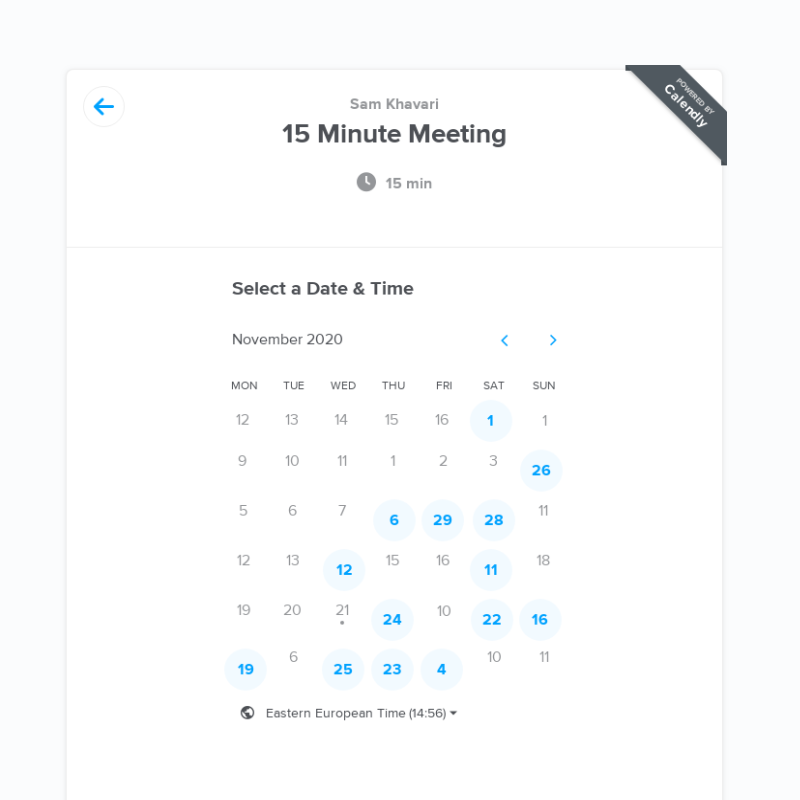 POWERED BY
Calendly
Sam Khavari
15 Minute Meeting
15 min
Select a Date & Time
November 2020
MON TUE WED THU FRI SAT SUN
12 13 14 15 16 1 1
9 10 11 1 2 3 26
5 6 7 6 29 28 11
12 13 12 15 16 11 18
19 20 21 24 10 22 16
19 6 25 23 4 10 11
Eastern European Time (14:56)